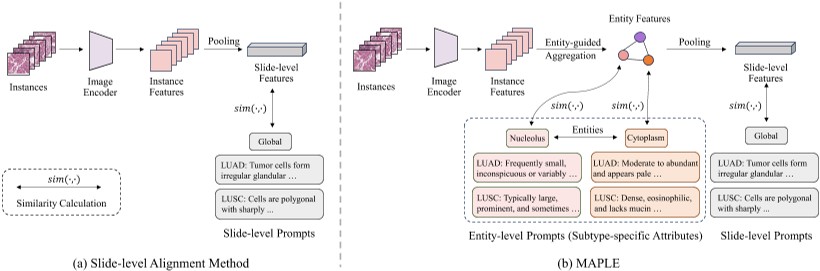 Instances
Image
Encoder
Instance
Features
Pooling
Slide-level
Features
sim(·,·)
Global
LUAD: Tumor cells form
irregular glandular …
LUSC: Cells are polygonal
with sharply ...
Slide-level Prompts
sim(·,·)
Similarity Calculation
(a) Slide-level Alignment Method
Instances
Image
Encoder
Instance
Features
Entity-guided
Aggregation
Entity Features
Pooling
Slide-level
Features
sim(·,·)
sim(·,·)
sim(·,·)
Nucleolus
Entities
Cytoplasm
Global
LUAD: Frequently small,
inconspicuous or variably …
LUAD: Moderate to abundant
and appears pale …
LUAD: Tumor cells form
irregular glandular …
LUSC: Typically large,
prominent, and sometimes …
LUSC: Dense, eosinophilic,
and lacks mucin …
LUSC: Cells are polygonal
with sharply ...
Entity-level Prompts (Subtype-specific Attributes)
Slide-level Prompts
(b) MAPLE